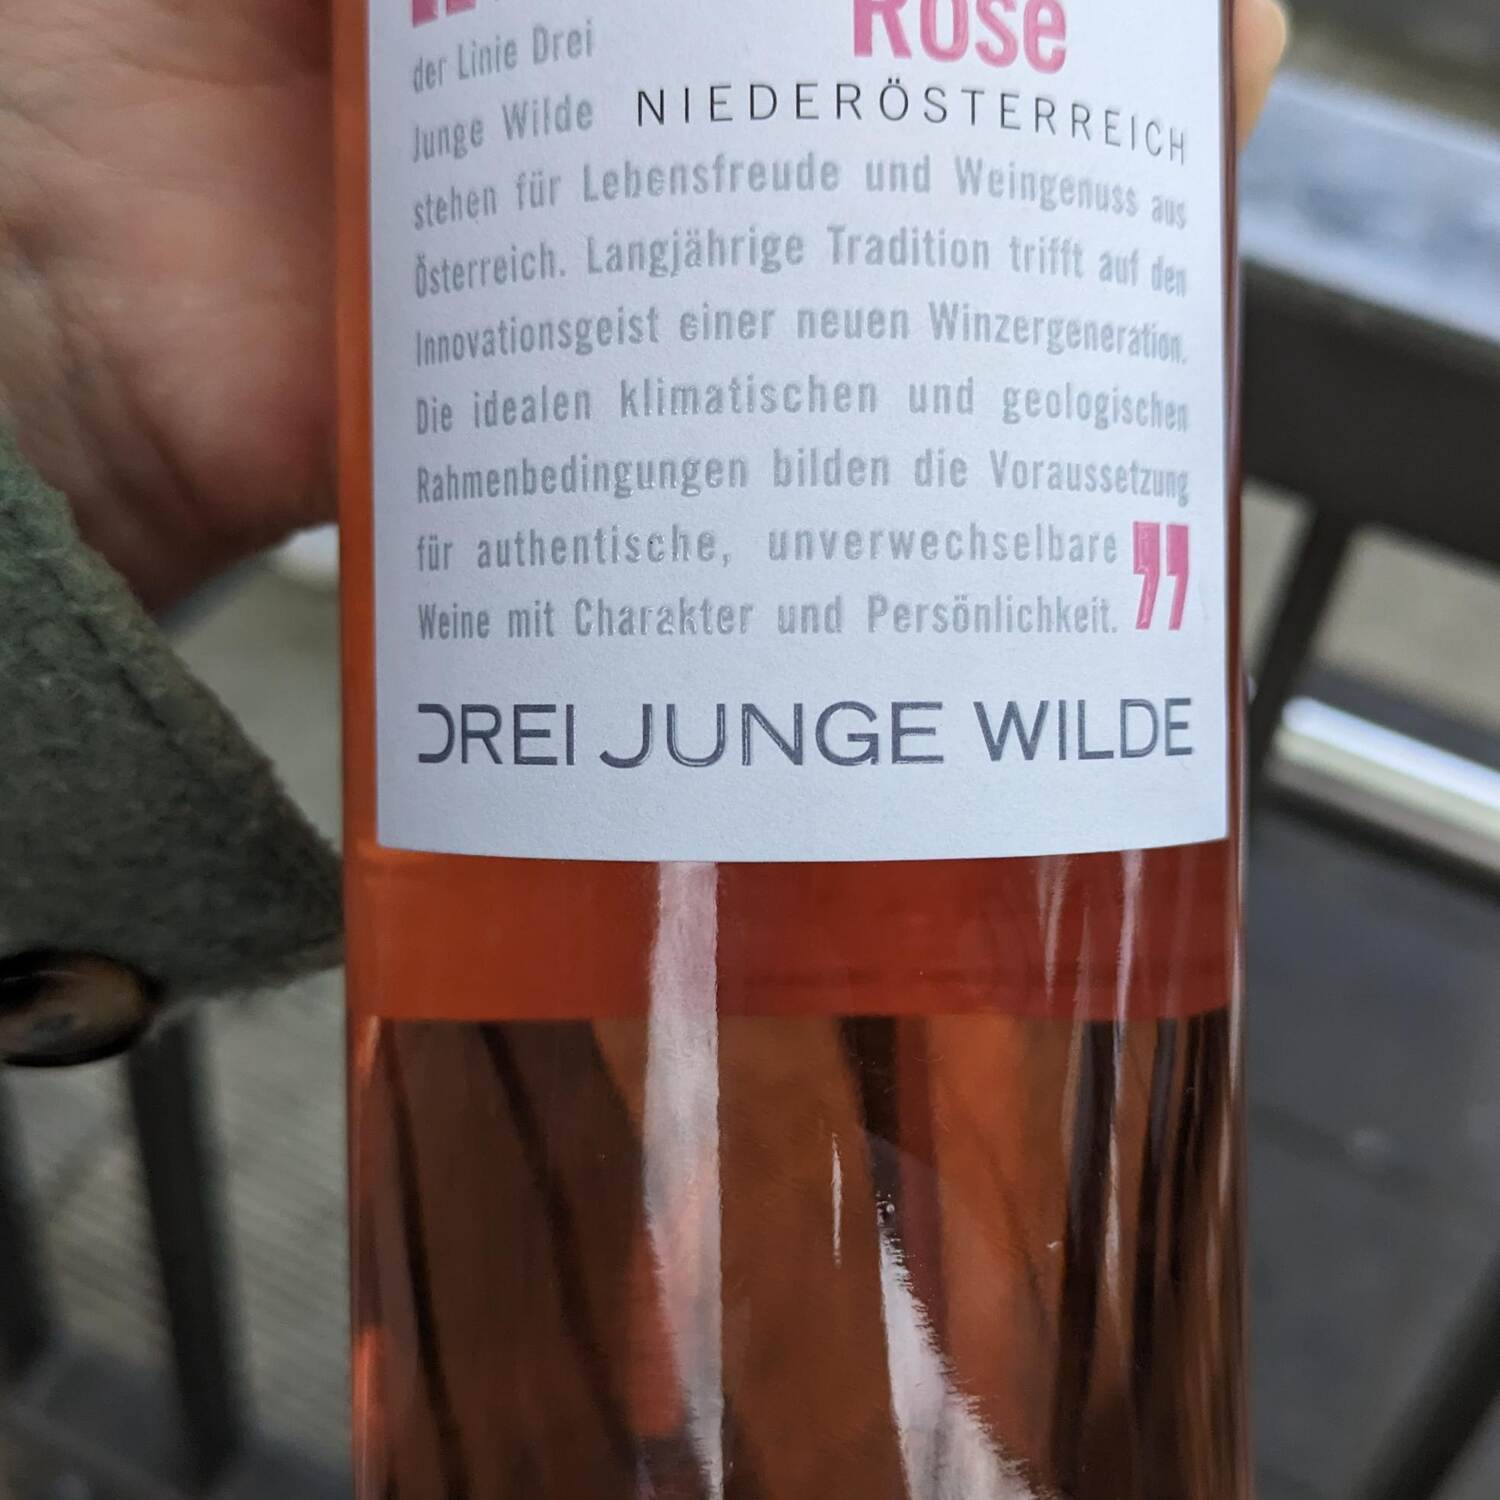 Rosé
der Linie Drei
Junge Wilde
NIEDERÖSTERREICH
stehen für Lebensfreude und Weingenuss aus
Österreich. Langjährige Tradition trifft auf den
Innovationsgeist einer neuen Winzergeneration.
Die idealen klimatischen und geologischen
Rahmenbedingungen bilden die Voraussetzung
für authentische, unverwechselbare
Weine mit Charakter und Persönlichkeit.”
DREI JUNGE WILDE